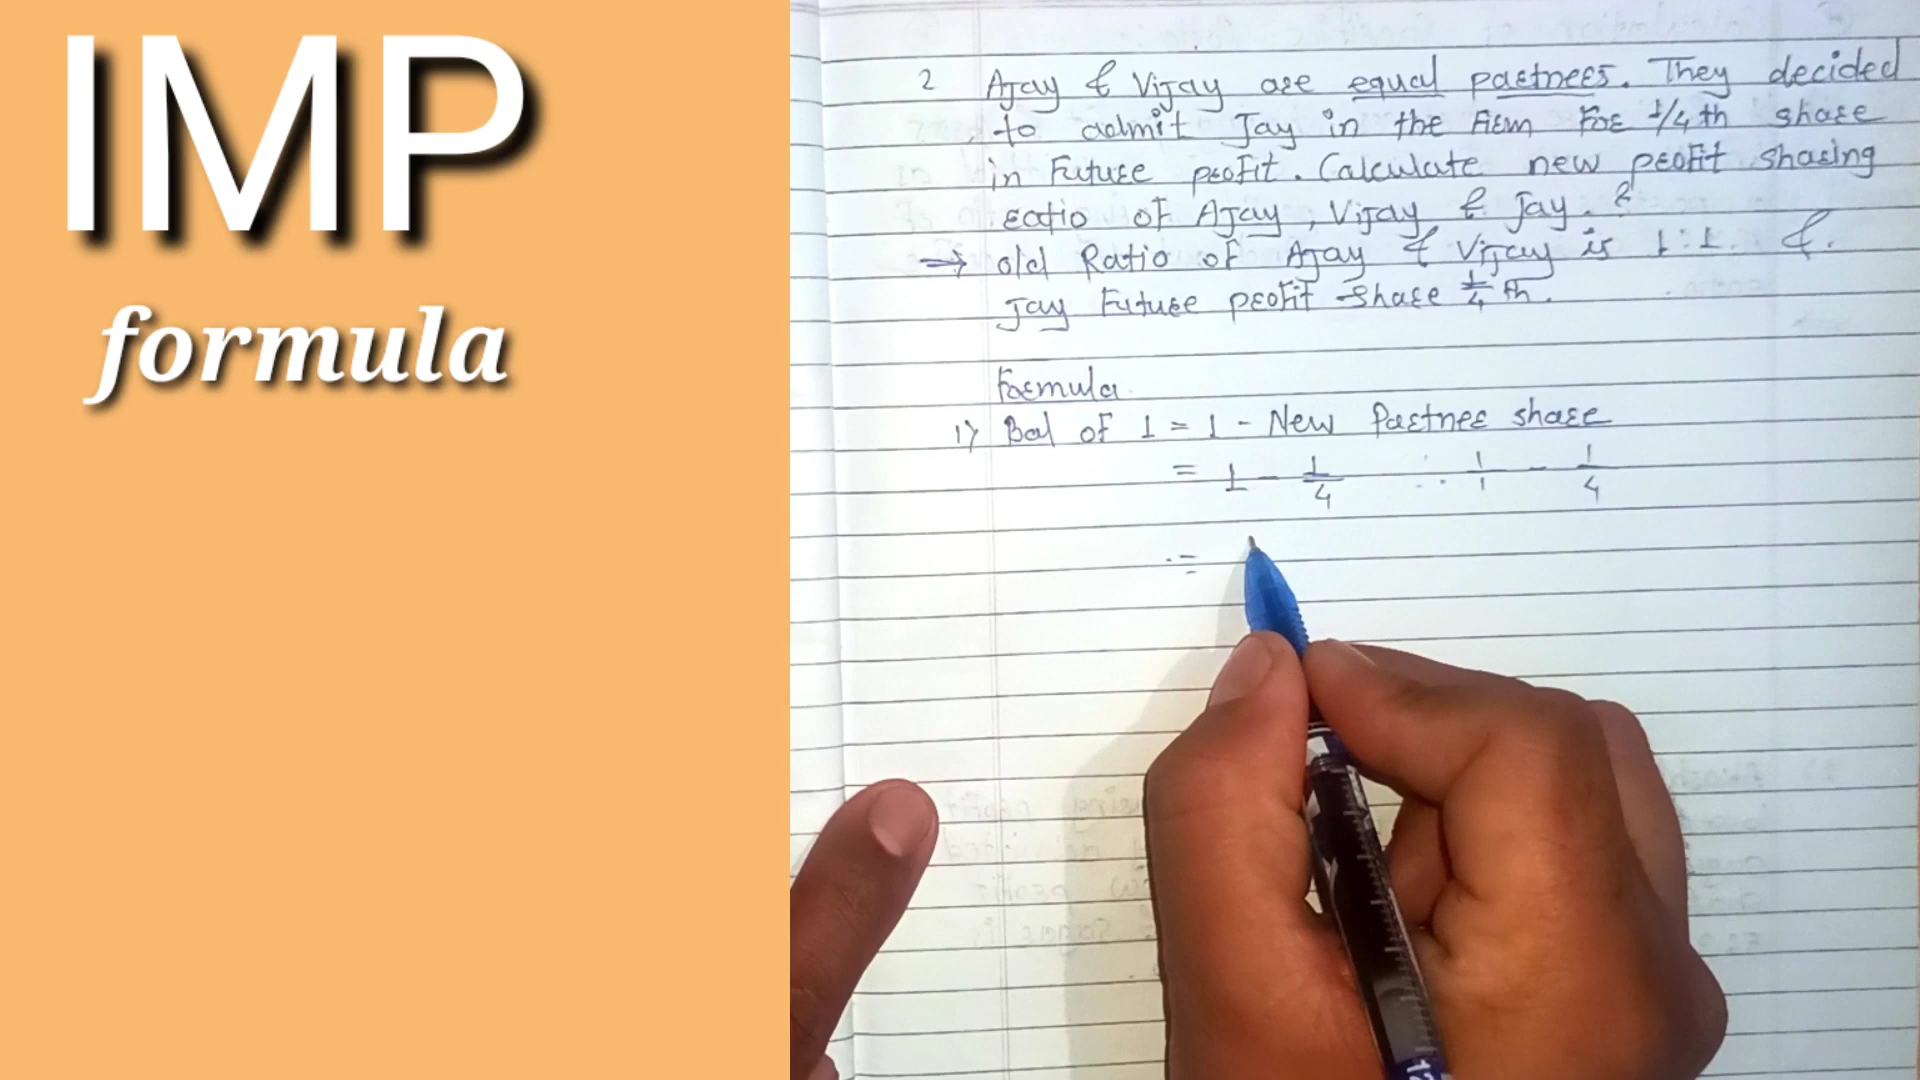 IMP
formula
2 Ajay & Vijay are equal partners. They decided
to admit Jay in the Firm For 1/4 th share
in Future profit. Calculate new profit sharing
ratio of Ajay, Vijay & Jay.
→ old Ratio of Ajay & Vijay is 1:1. &.
Jay Future profit share 1/4 th.
Formula
1) Bal of 1 = 1 - New Partner share
= 1 - 1/4 ∴ 1/1 - 1/4
=
12